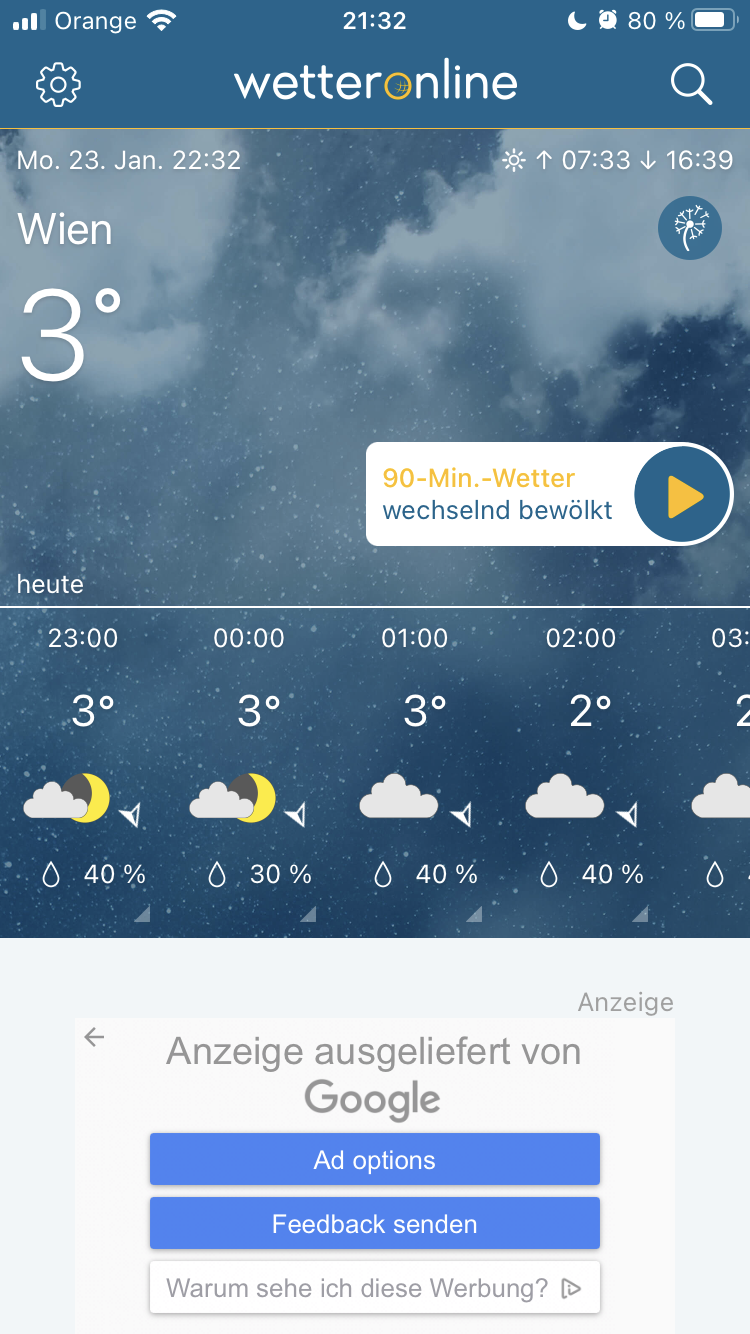 Orange 21:32 80 %
wetteronline
Mo. 23. Jan. 22:32 ↑ 07:33 ↓ 16:39
Wien
3°
90-Min.-Wetter
wechselnd bewölkt
heute
23:00 00:00 01:00 02:00 03:
3° 3° 3° 2° 2
40 % 30 % 40 % 40 %
Anzeige
Anzeige ausgeliefert von
Google
Ad options
Feedback senden
Warum sehe ich diese Werbung?